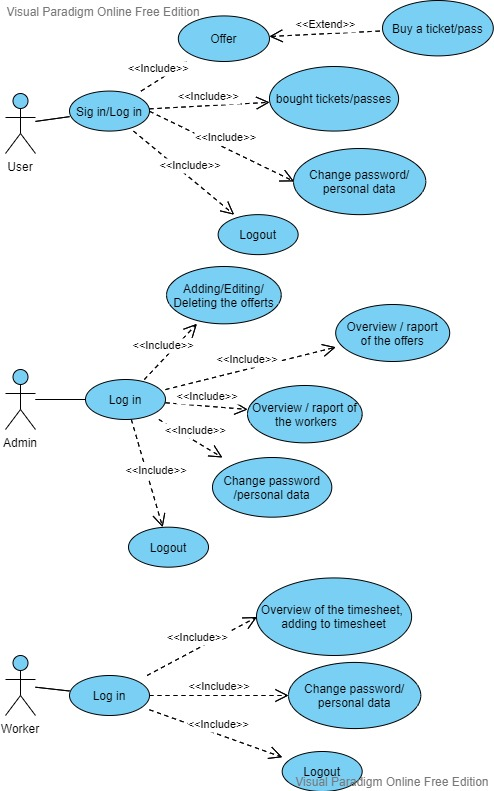 Visual Paradigm Online Free Edition
<<Extend>>
Buy a ticket/pass
Offer
<<Include>>
<<Include>>
bought tickets/passes
Sig in/Log in
<<Include>>
User
<<Include>>
Change password/
personal data
Logout
Adding/Editing/
Deleting the offerts
Overview / raport
of the offers
<<Include>>
<<Include>>
Admin
Log in
<<Include>>
Overview / raport of
the workers
<<Include>>
<<Include>>
Change password
/personal data
Logout
Overview of the timesheet,
adding to timesheet
<<Include>>
Worker
Log in
<<Include>>
Change password/
personal data
<<Include>>
Logout
Visual Paradigm Online Free Edition